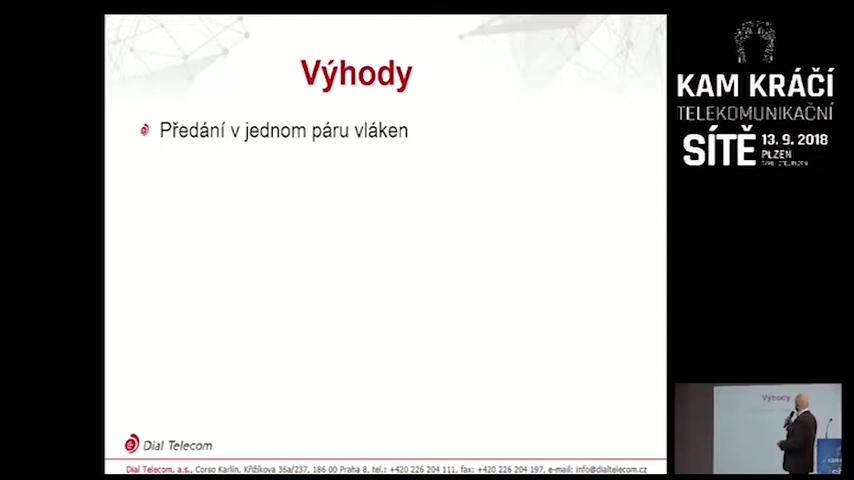 Výhody
Předání v jednom páru vláken
Dial Telecom
Dial Telecom, a.s., Corso Karlín, Křižíkova 36a/237, 186 00 Praha 8, tel.: +420 226 204 111, fax: +420 226 204 197, e-mail: info@dialtelecom.cz
KAM KRÁČÍ
TELEKOMUNIKAČNÍ
SÍTĚ
13. 9. 2018
PLZEŇ
Výhody